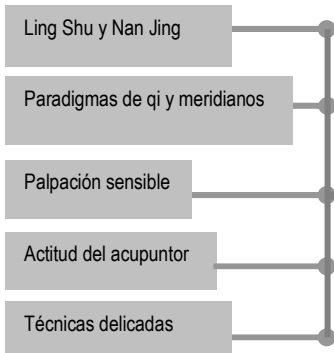 Ling Shu y Nan Jing
Paradigmas de qi y meridianos
Palpación sensible
Actitud del acupuntor
Técnicas delicadas